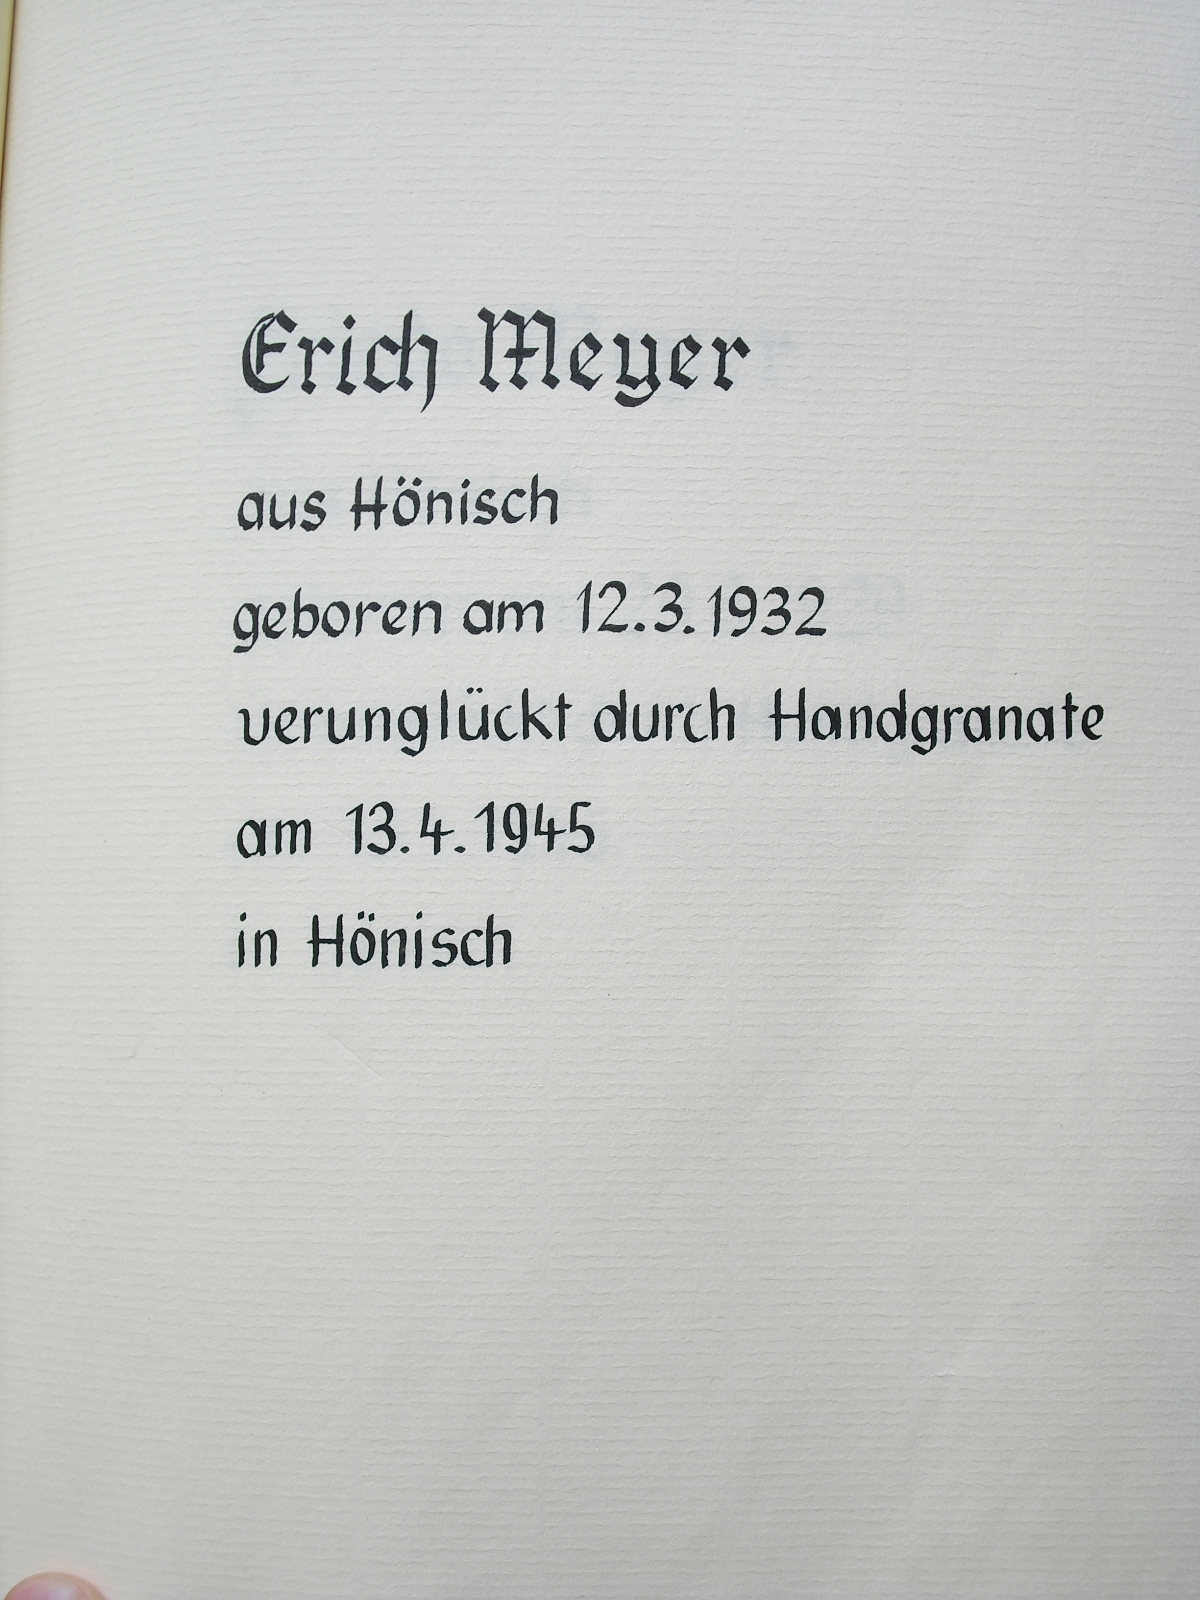 Erich Meyer
aus Hönisch
geboren am 12.3.1932
verunglückt durch Handgranate
am 13.4.1945
in Hönisch